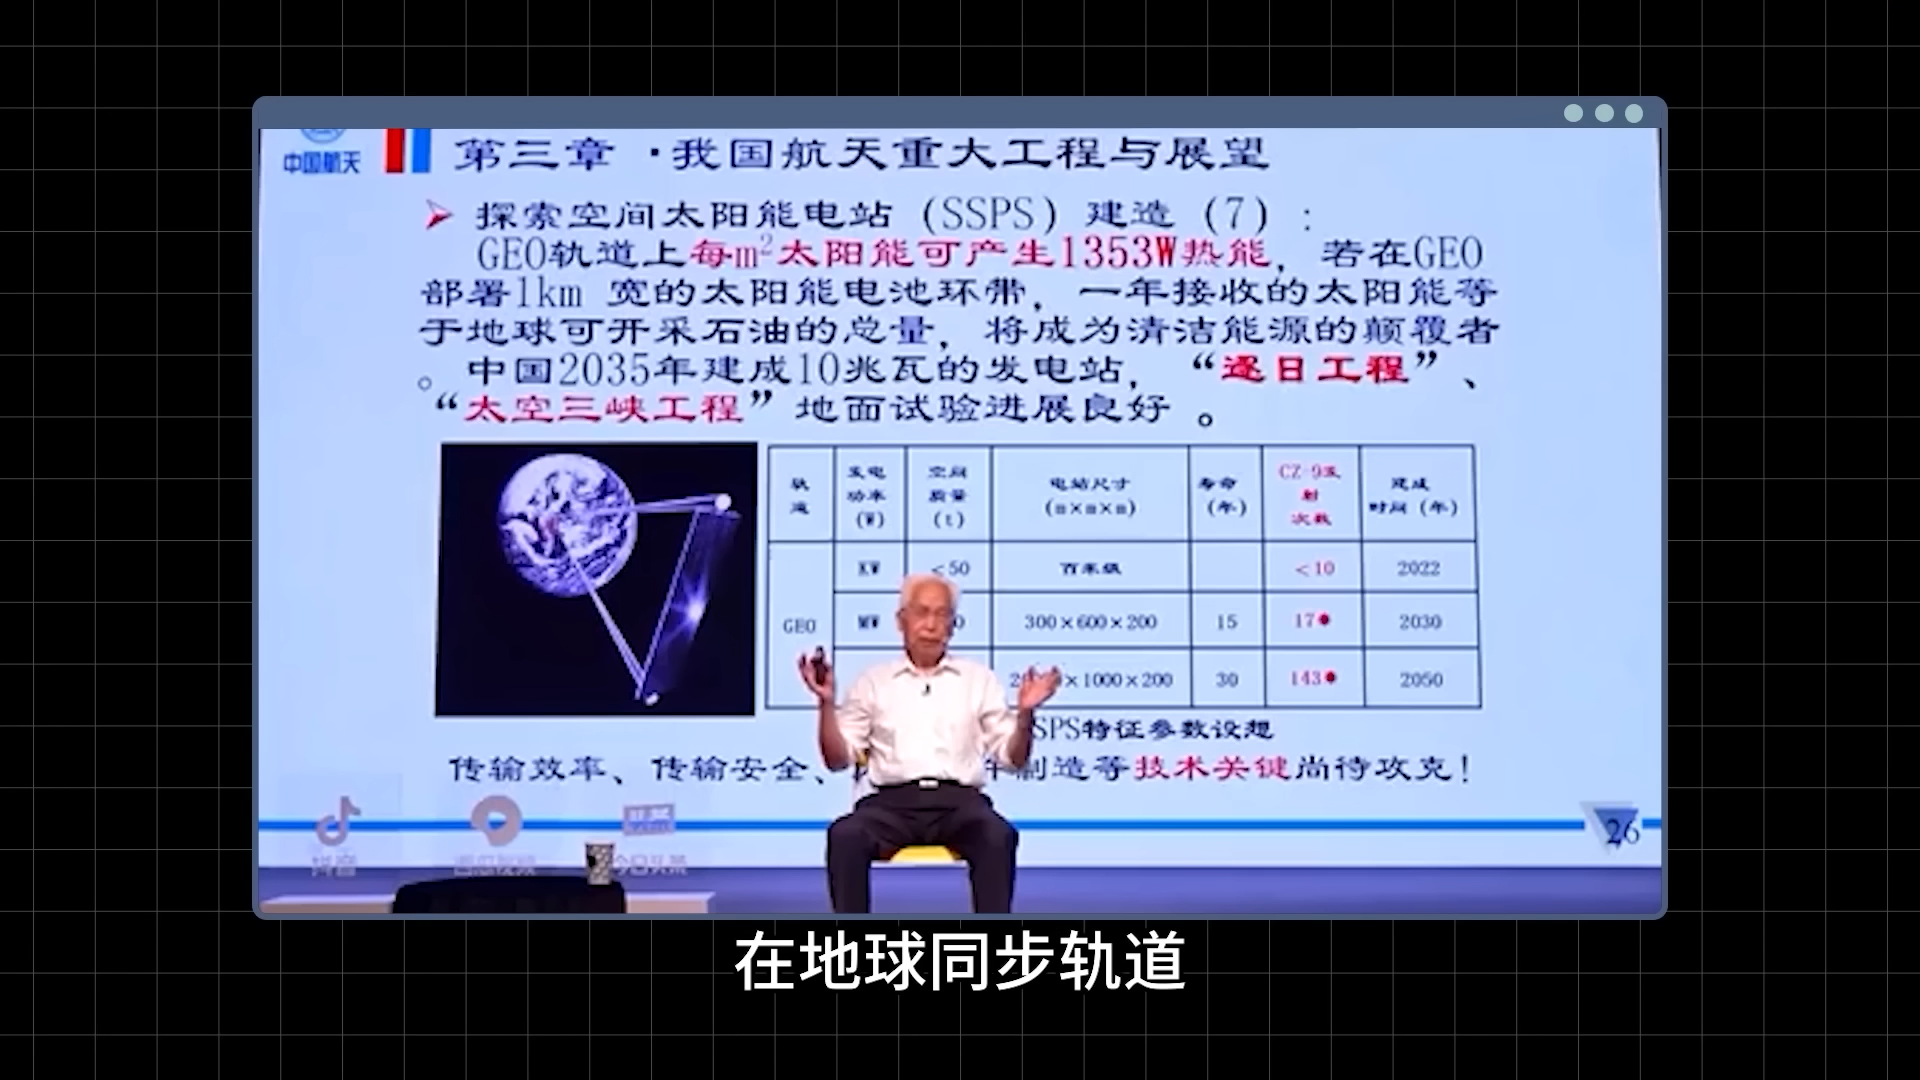 中国航天
第三章 ·我国航天重大工程与展望
➢ 探索空间太阳能电站（SSPS）建造（7）:
GEO轨道上每m²太阳能可产生1353W热能，若在GEO
部署1km 宽的太阳能电池环带，一年接收的太阳能等
于地球可开采石油的总量，将成为清洁能源的颠覆者
。中国2035年建成10兆瓦的发电站，“逐日工程”、
“太空三峡工程”地面试验进展良好 。
轨道 发电功率(W) 空间质量(t) 电站尺寸(m×m×m) 寿命(年) CZ-9发射次数 建成时间(年)
KW <50 百米级 <10 2022
GEO MW 300×600×200 15 17 2030
×1000×200 30 143 2050
SPS特征参数设想
传输效率、传输安全、 制造等技术关键尚待攻克！
抖音
西瓜视频
今日头条
26
在地球同步轨道